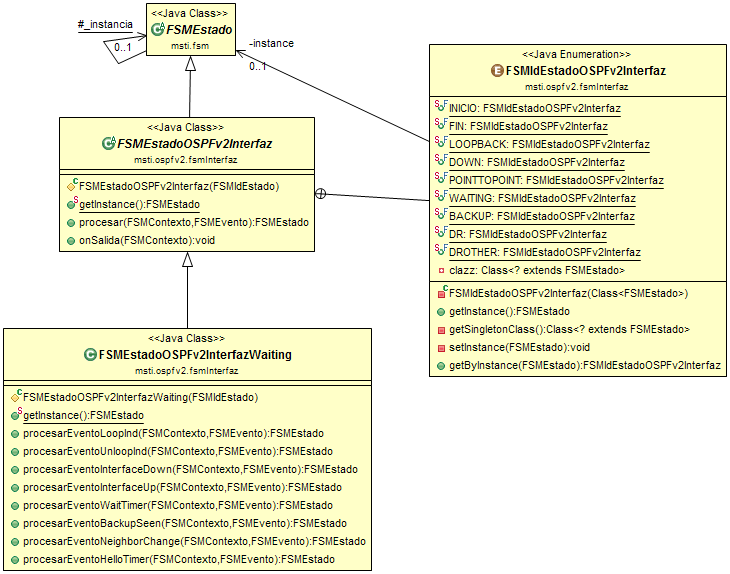 #_instancia
0..1
<<Java Class>>
FSMEstado
msti.fsm
-instance
0..1
<<Java Class>>
FSMEstadoOSPFv2Interfaz
msti.ospfv2.fsmInterfaz
FSMEstadoOSPFv2Interfaz(FSMIdEstado)
getInstance():FSMEstado
procesar(FSMContexto,FSMEvento):FSMEstado
onSalida(FSMContexto):void
<<Java Enumeration>>
FSMIdEstadoOSPFv2Interfaz
msti.ospfv2.fsmInterfaz
INICIO: FSMIdEstadoOSPFv2Interfaz
FIN: FSMIdEstadoOSPFv2Interfaz
LOOPBACK: FSMIdEstadoOSPFv2Interfaz
DOWN: FSMIdEstadoOSPFv2Interfaz
POINTTOPOINT: FSMIdEstadoOSPFv2Interfaz
WAITING: FSMIdEstadoOSPFv2Interfaz
BACKUP: FSMIdEstadoOSPFv2Interfaz
DR: FSMIdEstadoOSPFv2Interfaz
DROTHER: FSMIdEstadoOSPFv2Interfaz
clazz: Class<? extends FSMEstado>
FSMIdEstadoOSPFv2Interfaz(Class<FSMEstado>)
getInstance():FSMEstado
getSingletonClass():Class<? extends FSMEstado>
setInstance(FSMEstado):void
getByInstance(FSMEstado):FSMIdEstadoOSPFv2Interfaz
<<Java Class>>
FSMEstadoOSPFv2InterfazWaiting
msti.ospfv2.fsmInterfaz
FSMEstadoOSPFv2InterfazWaiting(FSMIdEstado)
getInstance():FSMEstado
procesarEventoLoopInd(FSMContexto,FSMEvento):FSMEstado
procesarEventoUnloopInd(FSMContexto,FSMEvento):FSMEstado
procesarEventoInterfaceDown(FSMContexto,FSMEvento):FSMEstado
procesarEventoInterfaceUp(FSMContexto,FSMEvento):FSMEstado
procesarEventoWaitTimer(FSMContexto,FSMEvento):FSMEstado
procesarEventoBackupSeen(FSMContexto,FSMEvento):FSMEstado
procesarEventoNeighborChange(FSMContexto,FSMEvento):FSMEstado
procesarEventoHelloTimer(FSMContexto,FSMEvento):FSMEstado